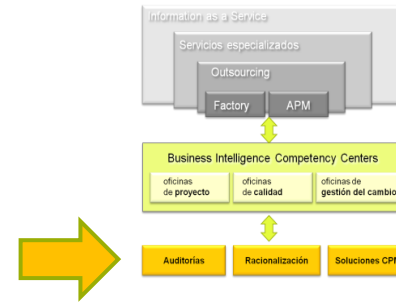 Information as a Service
Servicios especializados
Outsourcing
Factory APM
Business Intelligence Competency Centers
oficinas oficinas oficinas de
de proyecto de calidad gestión del cambio
Auditorías Racionalización Soluciones CPM